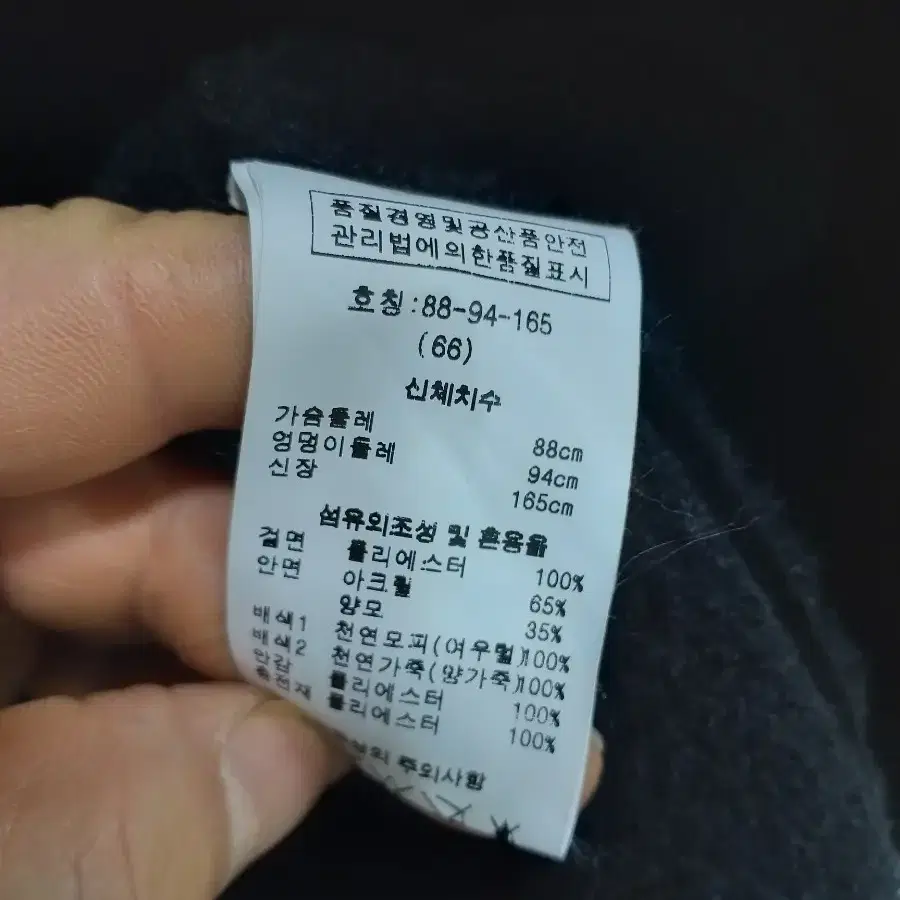 품질경영및공산품안전
관리법에의한품질표시
호칭:88-94-165
(66)
신체치수
가슴둘레 88cm
엉덩이둘레 94cm
신장 165cm
섬유의조성 및 혼용율
겉면 폴리에스터 100%
안면 아크릴 65%
양모 35%
배색1 천연모피(여우털)100%
배색2 천연가죽(양가죽)100%
안감 폴리에스터 100%
충전재 폴리에스터 100%
주의사항